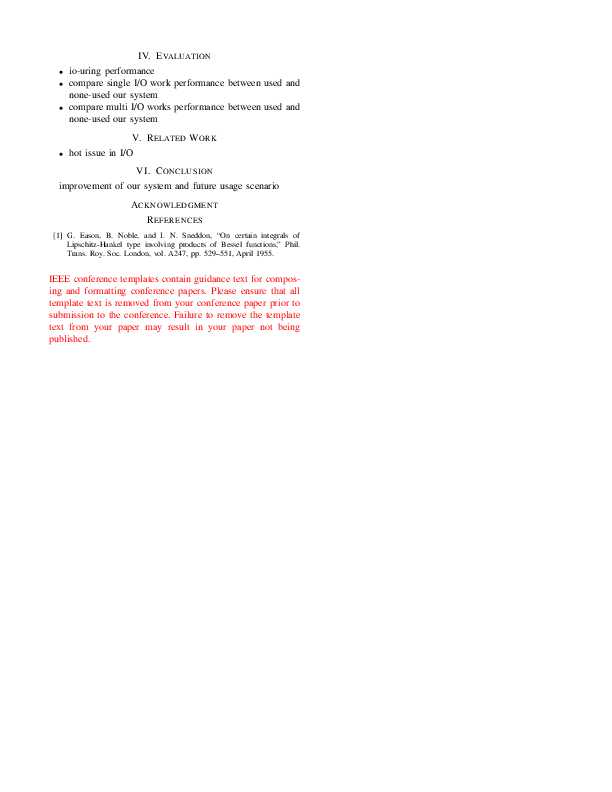 IV. EVALUATION
• io-uring performance
• compare single I/O work performance between used and
none-used our system
• compare multi I/O works performance between used and
none-used our system
V. RELATED WORK
• hot issue in I/O
VI. CONCLUSION
improvement of our system and future usage scenario
ACKNOWLEDGMENT
REFERENCES
[1] G. Eason, B. Noble, and I. N. Sneddon, “On certain integrals of
Lipschitz-Hankel type involving products of Bessel functions,” Phil.
Trans. Roy. Soc. London, vol. A247, pp. 529–551, April 1955.
IEEE conference templates contain guidance text for compos-
ing and formatting conference papers. Please ensure that all
template text is removed from your conference paper prior to
submission to the conference. Failure to remove the template
text from your paper may result in your paper not being
published.